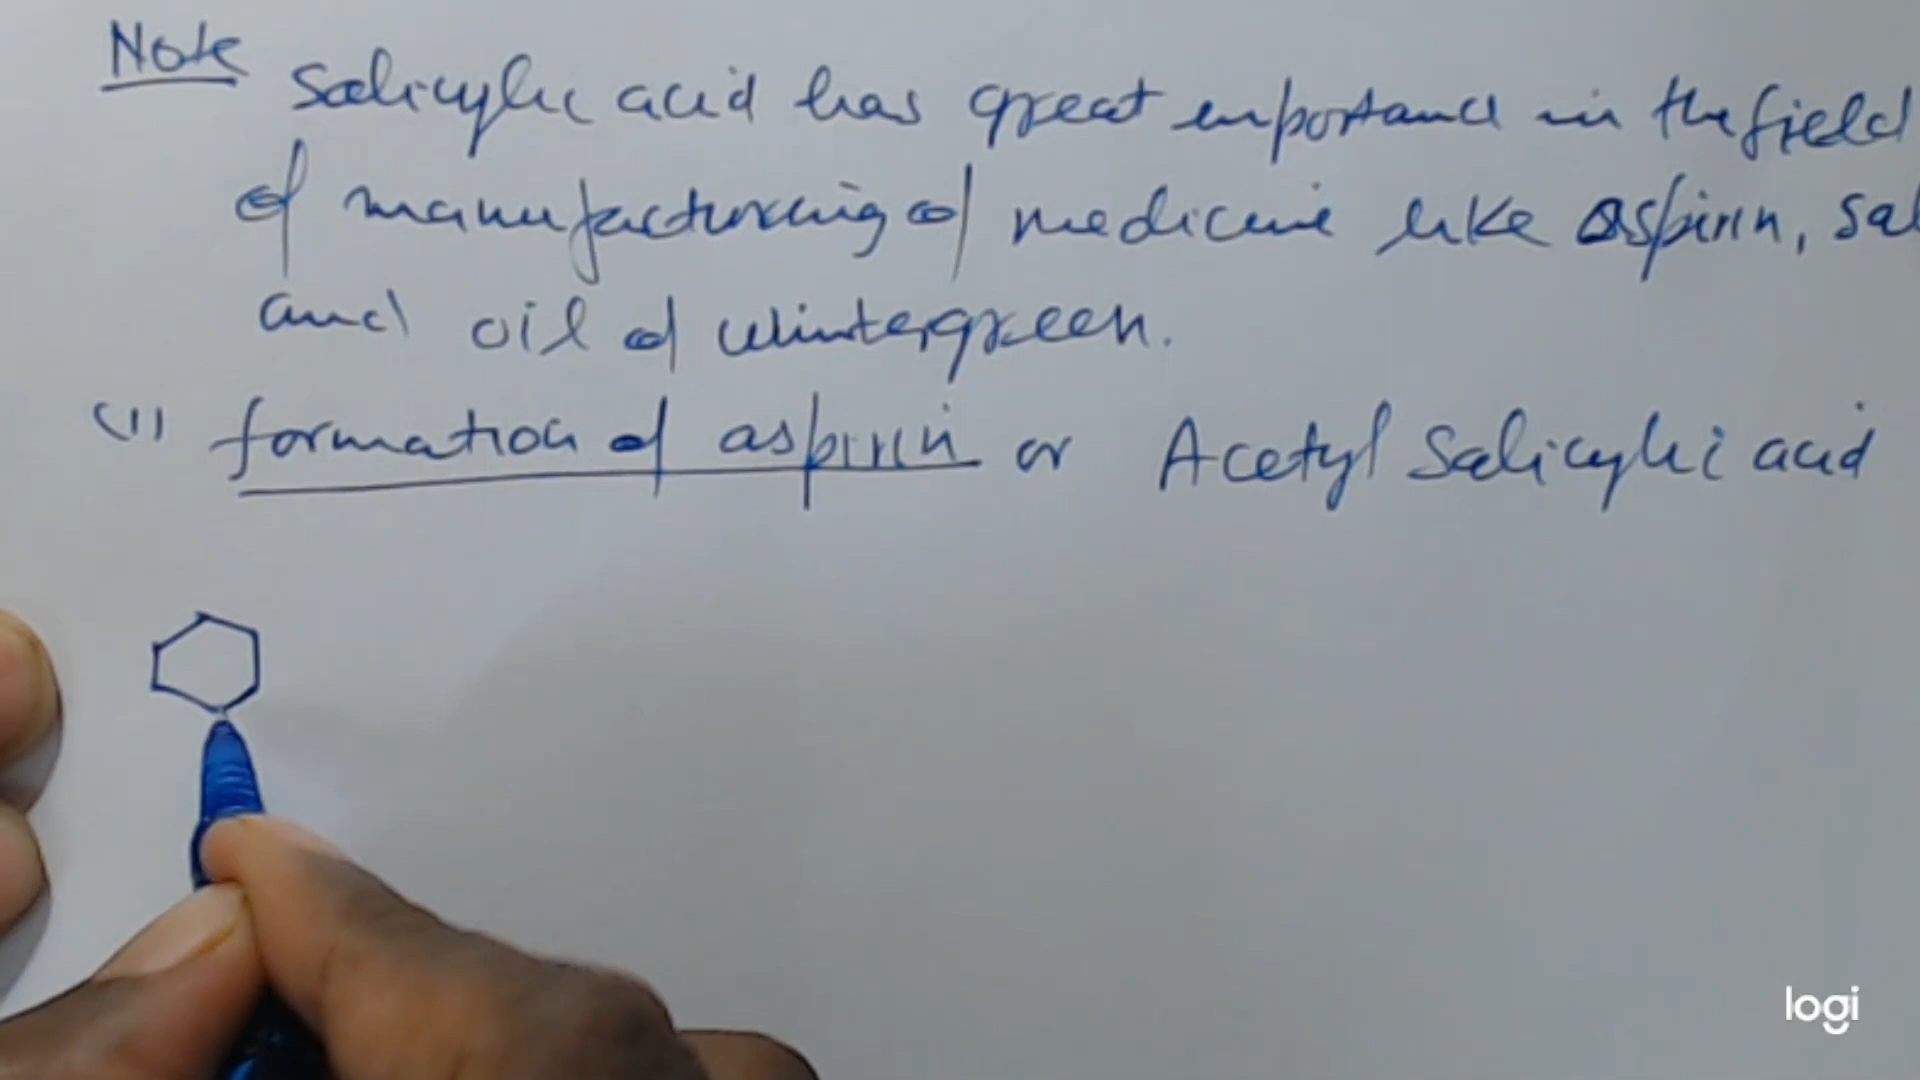 Note Salicylic acid has great importance in the field
of manufacturing of medicine like aspirin, sal
and oil of wintergreen.
(1) formation of aspirin or Acetyl Salicylic acid
logi